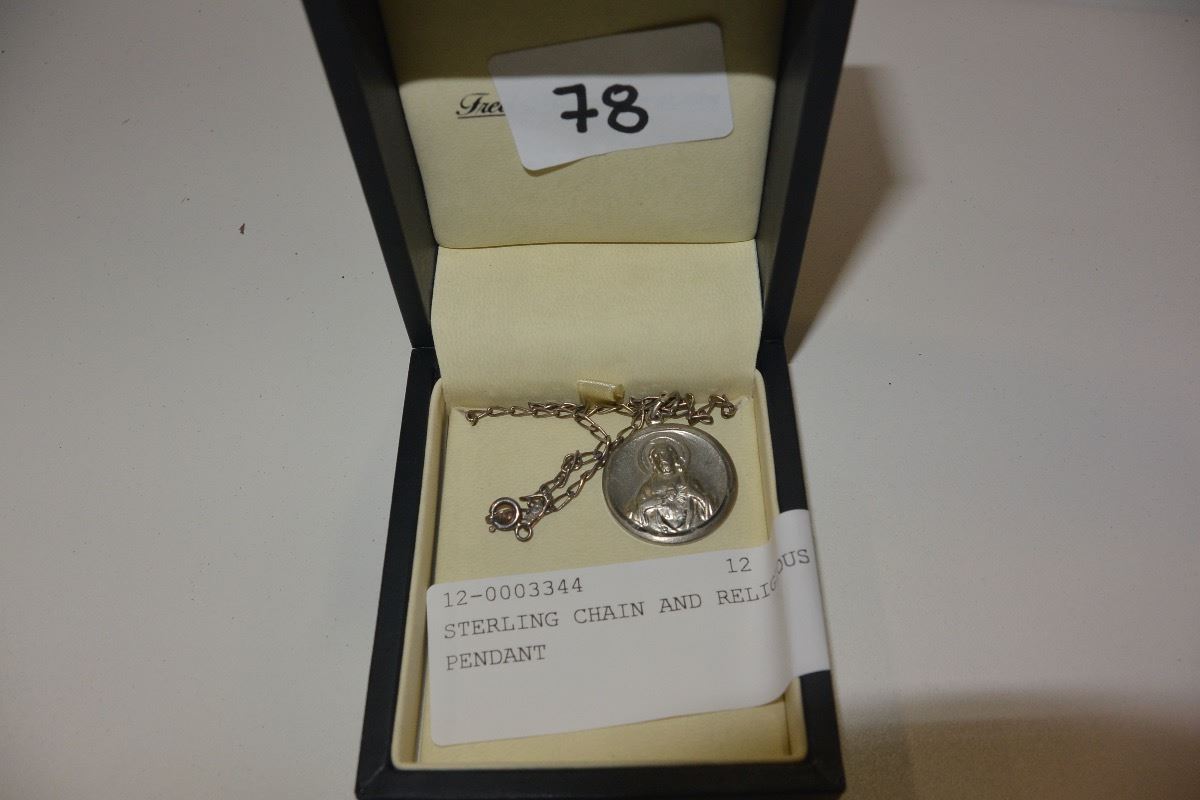 78
12-0003344 12
STERLING CHAIN AND RELIGIOUS
PENDANT